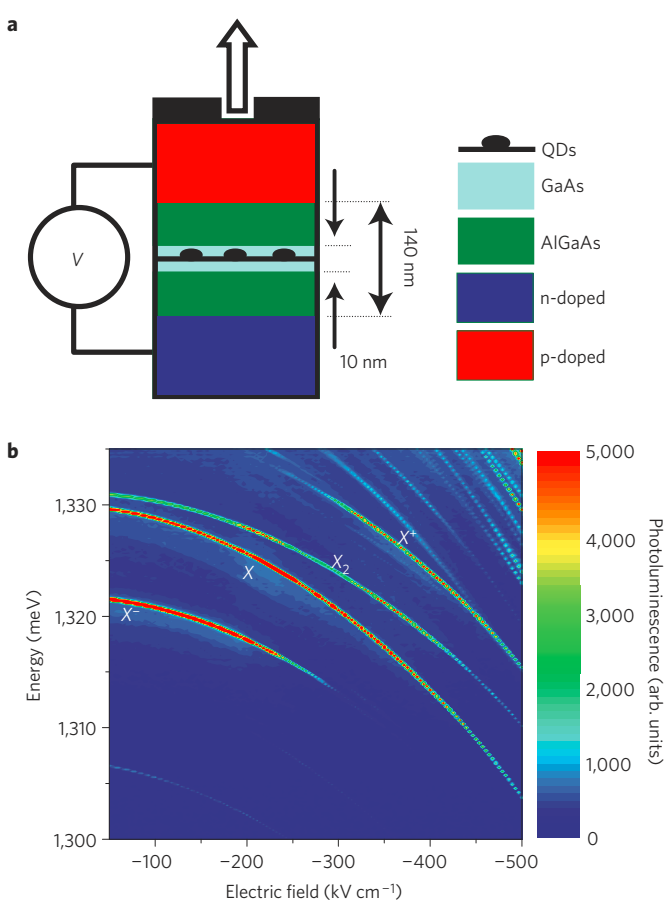 a
V
140 nm
10 nm
QDs
GaAs
AlGaAs
n-doped
p-doped
b
1,330
1,320
1,310
1,300
Energy (meV)
X⁻
X
X₂
X⁺
−100
−200
−300
−400
−500
Electric field (kV cm⁻¹)
5,000
4,000
3,000
2,000
1,000
0
Photoluminescence (arb. units)